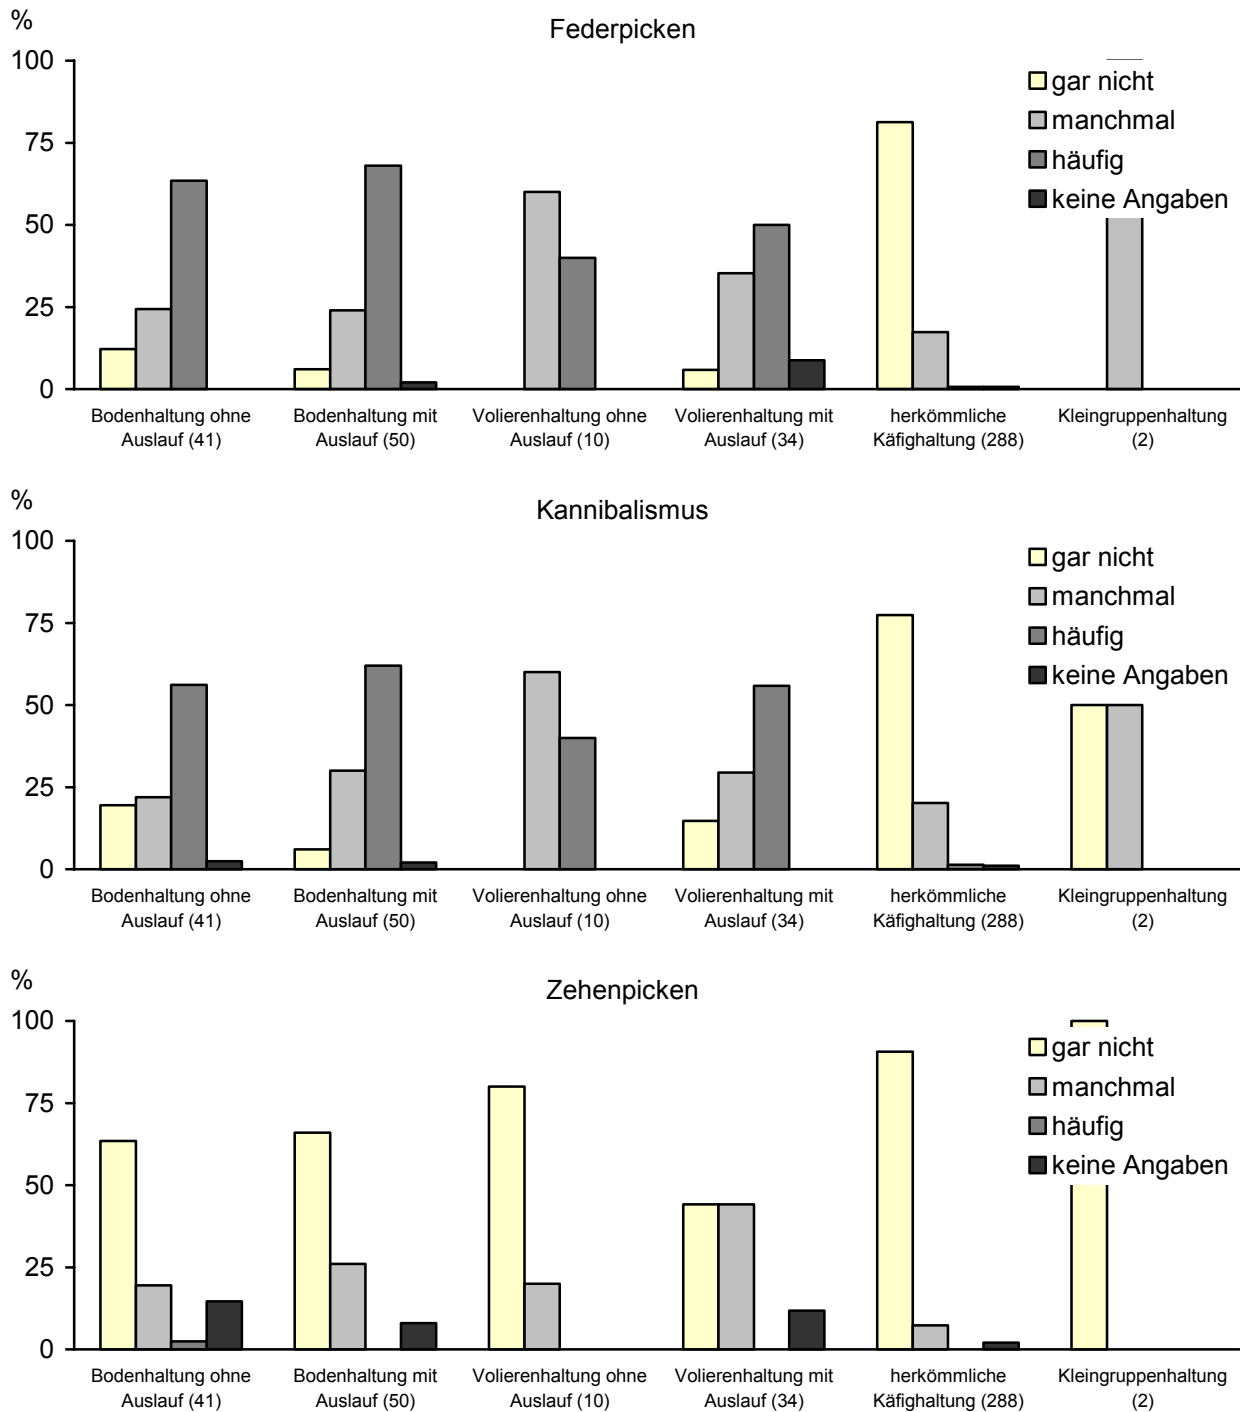 %
Federpicken
100
75
50
25
0
gar nicht
manchmal
häufig
keine Angaben
Bodenhaltung ohne
Auslauf (41)
Bodenhaltung mit
Auslauf (50)
Volierenhaltung ohne
Auslauf (10)
Volierenhaltung mit
Auslauf (34)
herkömmliche
Käfighaltung (288)
Kleingruppenhaltung
(2)
%
Kannibalismus
100
75
50
25
0
gar nicht
manchmal
häufig
keine Angaben
Bodenhaltung ohne
Auslauf (41)
Bodenhaltung mit
Auslauf (50)
Volierenhaltung ohne
Auslauf (10)
Volierenhaltung mit
Auslauf (34)
herkömmliche
Käfighaltung (288)
Kleingruppenhaltung
(2)
%
Zehenpicken
100
75
50
25
0
gar nicht
manchmal
häufig
keine Angaben
Bodenhaltung ohne
Auslauf (41)
Bodenhaltung mit
Auslauf (50)
Volierenhaltung ohne
Auslauf (10)
Volierenhaltung mit
Auslauf (34)
herkömmliche
Käfighaltung (288)
Kleingruppenhaltung
(2)